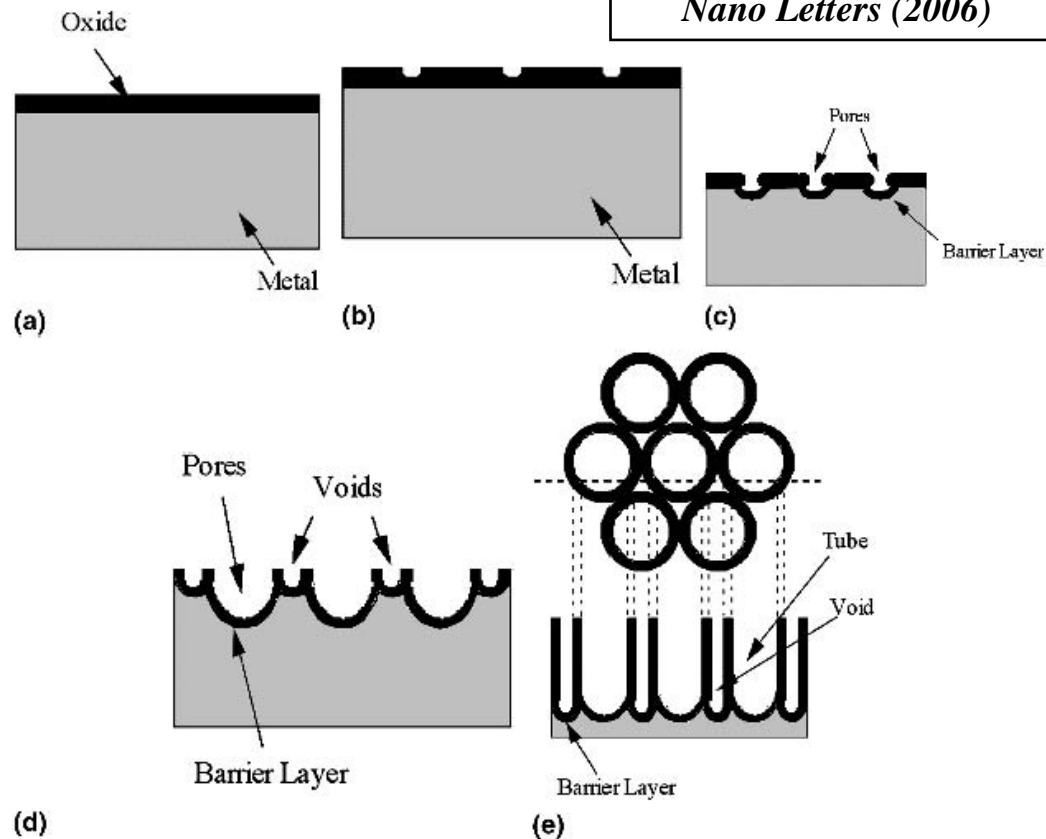 Nano Letters (2006)
Oxide
Metal
(a)
Metal
(b)
Pores
Barrier Layer
(c)
Pores
Voids
Barrier Layer
(d)
Tube
Void
Barrier Layer
(e)